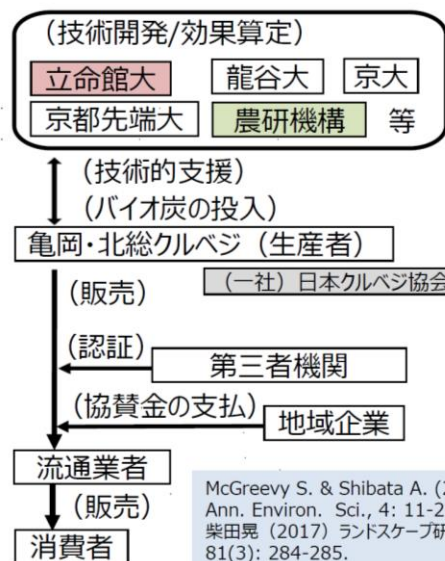 （技術開発/効果算定）
立命館大 龍谷大 京大
京都先端大 農研機構 等
（技術的支援）
（バイオ炭の投入）
亀岡・北総クルベジ（生産者）
（一社）日本クルベジ協会
（販売）
（認証）
第三者機関
（協賛金の支払）
地域企業
流通業者
（販売）
消費者
McGreevy S. & Shibata A. (
Ann. Environ. Sci., 4: 11-2
柴田晃（2017）ランドスケープ研
81(3): 284-285.